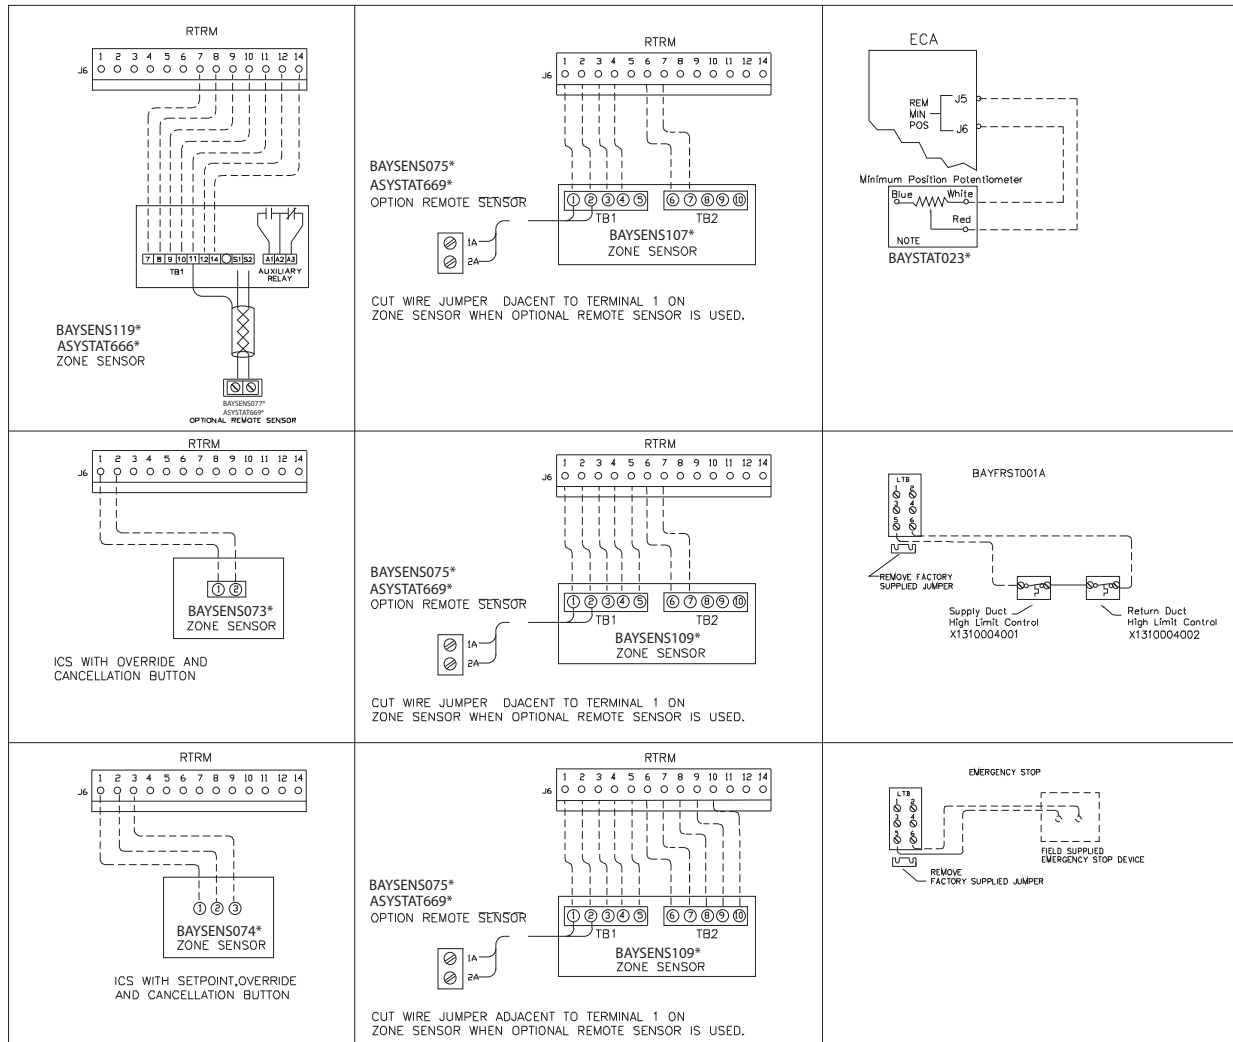 RTRM
1 2 3 4 5 6 7 8 9 10 11 12 14
J6
7 8 9 10 11 12 14 S1 S2 A1 A2 A3
TB1
AUXILIARY
RELAY
BAYSENS119*
ASYSTAT666*
ZONE SENSOR
BAYSENS077*
ASYSTAT669*
OPTIONAL REMOTE SENSOR
RTRM
1 2 3 4 5 6 7 8 9 10 11 12 14
J6
BAYSENS075*
ASYSTAT669*
OPTION REMOTE SENSOR
1 2 3 4 5 6 7 8 9 10
TB1 TB2
1A
2A
BAYSENS107*
ZONE SENSOR
CUT WIRE JUMPER DJACENT TO TERMINAL 1 ON
ZONE SENSOR WHEN OPTIONAL REMOTE SENSOR IS USED.
ECA
REM
MIN
POS
J5
J6
Minimum Position Potentiometer
Blue White
Red
NOTE
BAYSTAT023*
RTRM
1 2 3 4 5 6 7 8 9 10 11 12 14
J6
1 2
BAYSENS073*
ZONE SENSOR
ICS WITH OVERRIDE AND
CANCELLATION BUTTON
RTRM
1 2 3 4 5 6 7 8 9 10 11 12 14
J6
BAYSENS075*
ASYSTAT669*
OPTION REMOTE SENSOR
1 2 3 4 5 6 7 8 9 10
TB1 TB2
1A
2A
BAYSENS109*
ZONE SENSOR
CUT WIRE JUMPER DJACENT TO TERMINAL 1 ON
ZONE SENSOR WHEN OPTIONAL REMOTE SENSOR IS USED.
BAYFRST001A
LTB
1 2
3 4
5 6
REMOVE FACTORY
SUPPLIED JUMPER
Supply Duct
High Limit Control
X1310004001
Return Duct
High Limit Control
X1310004002
RTRM
1 2 3 4 5 6 7 8 9 10 11 12 14
J6
1 2 3
BAYSENS074*
ZONE SENSOR
ICS WITH SETPOINT,OVERRIDE
AND CANCELLATION BUTTON
RTRM
1 2 3 4 5 6 7 8 9 10 11 12 14
J6
BAYSENS075*
ASYSTAT669*
OPTION REMOTE SENSOR
1 2 3 4 5 6 7 8 9 10
TB1 TB2
1A
2A
BAYSENS109*
ZONE SENSOR
CUT WIRE JUMPER ADJACENT TO TERMINAL 1 ON
ZONE SENSOR WHEN OPTIONAL REMOTE SENSOR IS USED.
EMERGENCY STOP
LTB
1 2
3 4
5 6
FIELD SUPPLIED
EMERGENCY STOP DEVICE
REMOVE
FACTORY SUPPLIED JUMPER